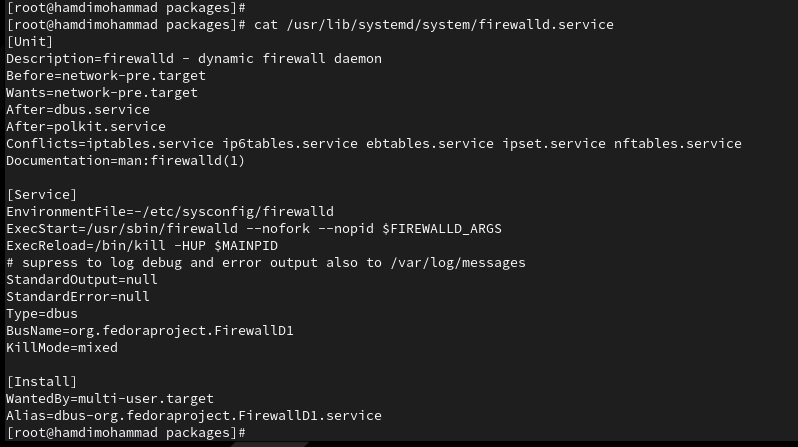 [root@hamdimohammad packages]#
[root@hamdimohammad packages]# cat /usr/lib/systemd/system/firewalld.service
[Unit]
Description=firewalld - dynamic firewall daemon
Before=network-pre.target
Wants=network-pre.target
After=dbus.service
After=polkit.service
Conflicts=iptables.service ip6tables.service ebtables.service ipset.service nftables.service
Documentation=man:firewalld(1)

[Service]
EnvironmentFile=-/etc/sysconfig/firewalld
ExecStart=/usr/sbin/firewalld --nofork --nopid $FIREWALLD_ARGS
ExecReload=/bin/kill -HUP $MAINPID
# supress to log debug and error output also to /var/log/messages
StandardOutput=null
StandardError=null
Type=dbus
BusName=org.fedoraproject.FirewallD1
KillMode=mixed

[Install]
WantedBy=multi-user.target
Alias=dbus-org.fedoraproject.FirewallD1.service
[root@hamdimohammad packages]#